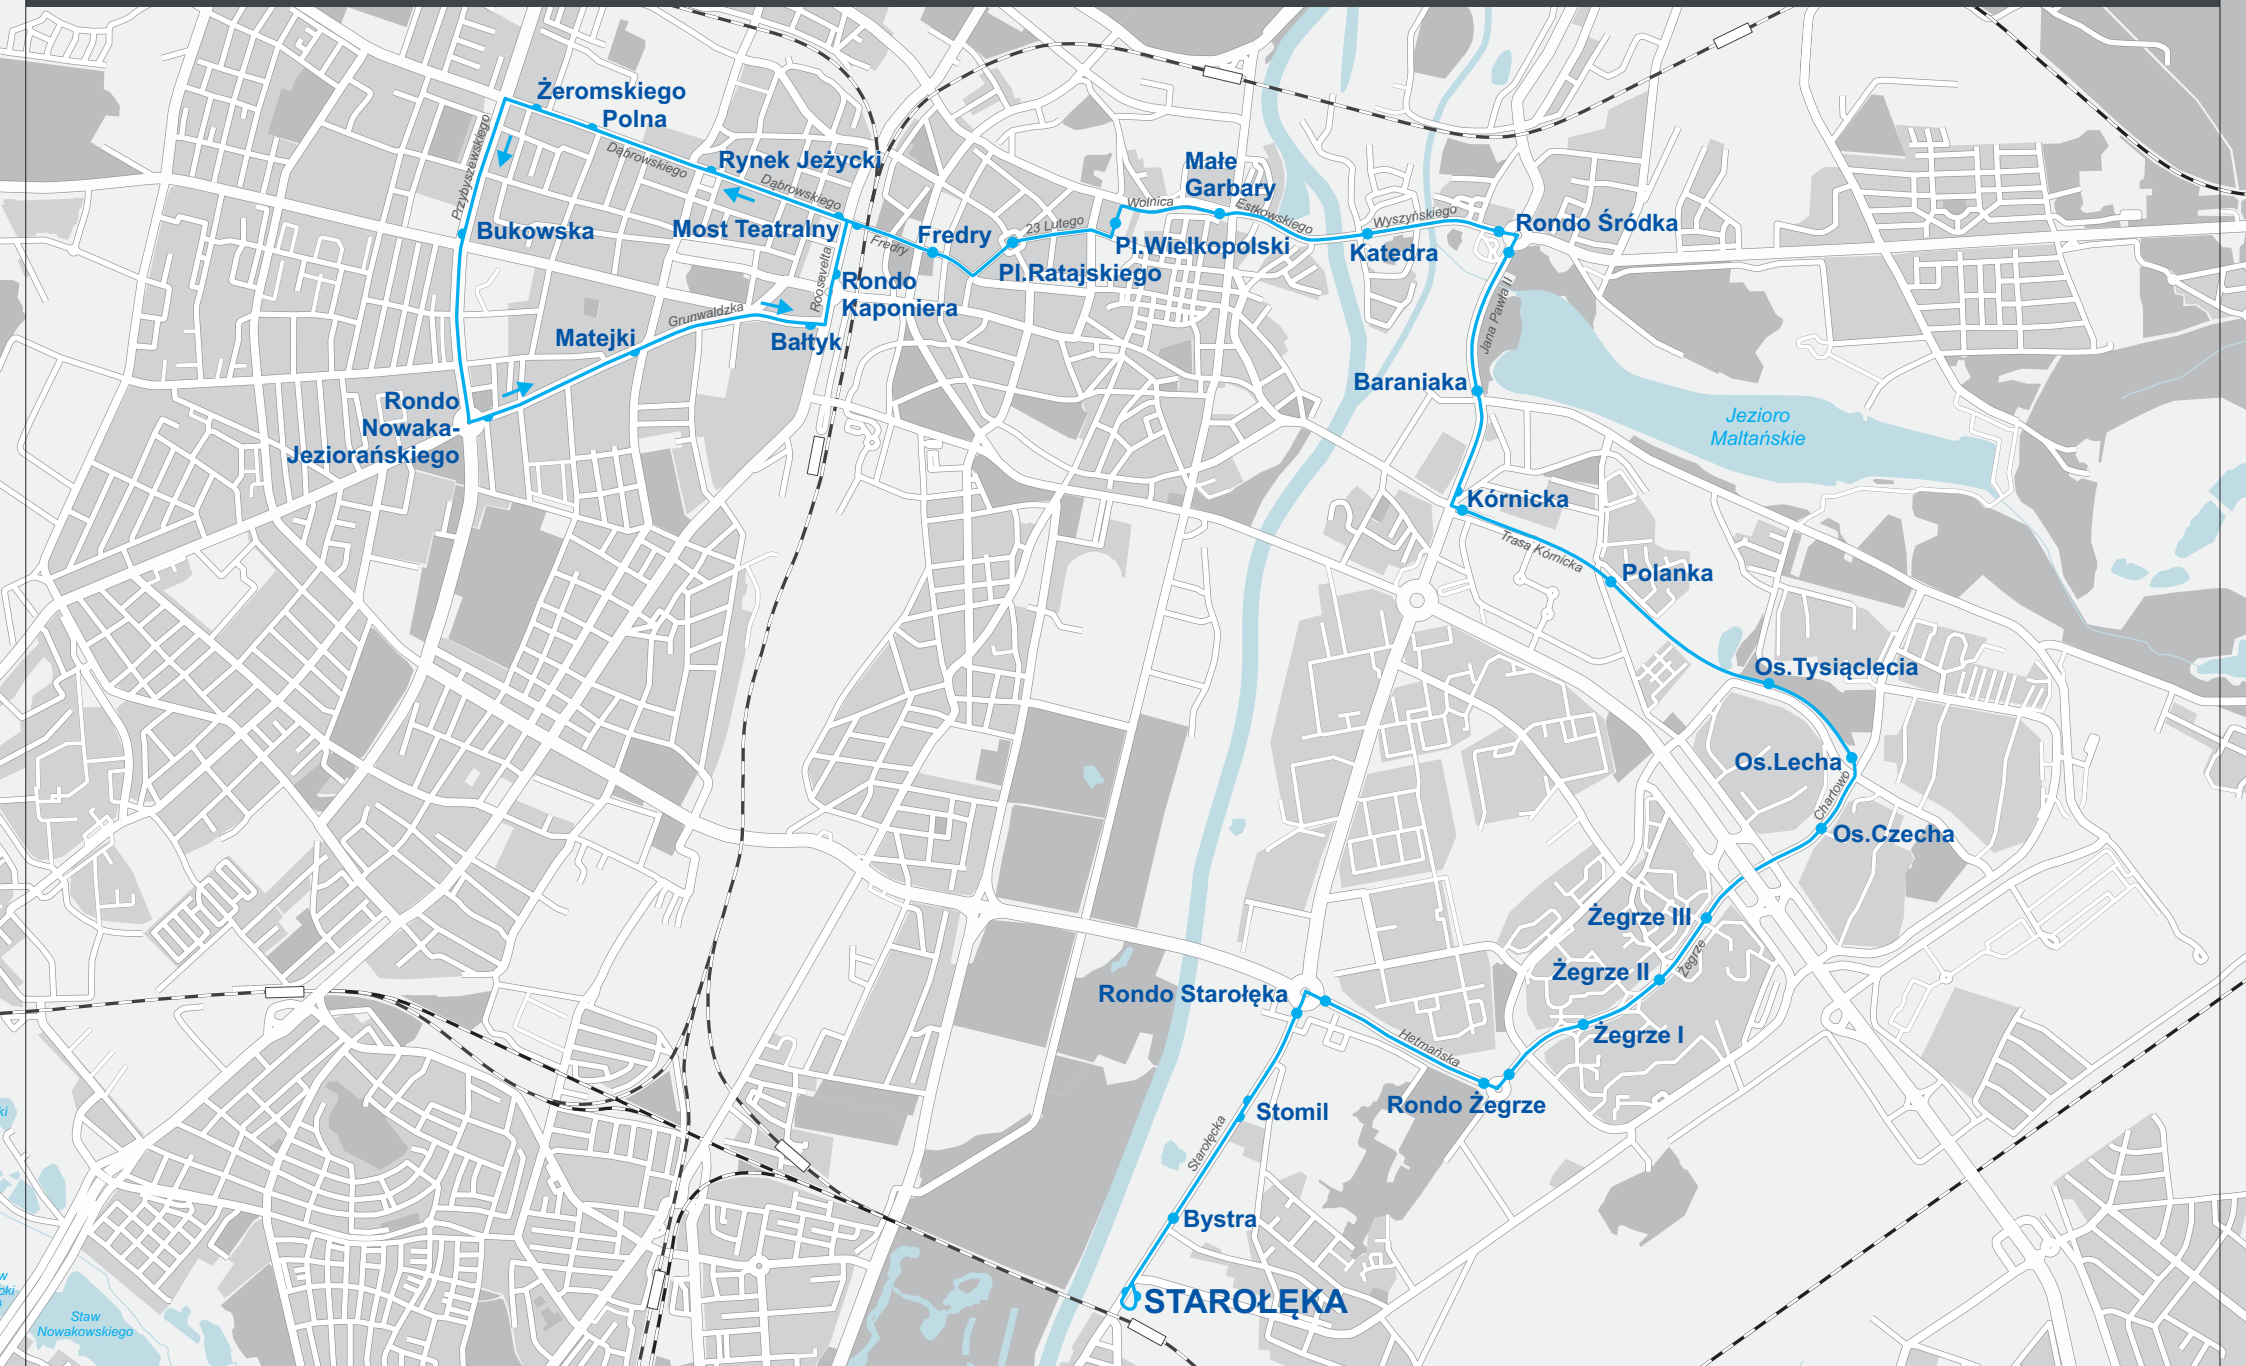 Żeromskiego
Polna
Przybyszewskiego
Dąbrowskiego
Rynek Jeżycki
Dąbrowskiego
Małe
Garbary
Bukowska
Most Teatralny
Fredry
Fredry
23 Lutego
Wolnica
Estkowskiego
Wyszyńskiego
Rondo Śródka
Pl.Wielkopolski
Katedra
Pl.Ratajskiego
Roosevelta
Rondo
Kaponiera
Jana Pawła II
Grunwaldzka
Matejki
Bałtyk
Baraniaka
Rondo
Nowaka-
Jeziorańskiego
Jezioro
Maltańskie
Kórnicka
Trasa Kórnicka
Polanka
Os.Tysiąclecia
Os.Lecha
Chartowo
Os.Czecha
Żegrze III
Żegrze
Żegrze II
Rondo Starołęka
Żegrze I
Hetmańska
Rondo Żegrze
Stomil
Starołęcka
Bystra
STAROŁĘKA
Staw
Nowakowskiego